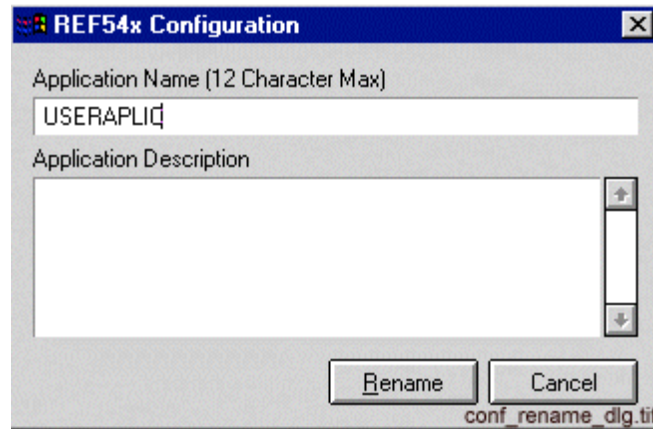 REF54x Configuration
Application Name (12 Character Max)
USERAPLIC
Application Description
Rename Cancel
conf_rename_dlg.tif